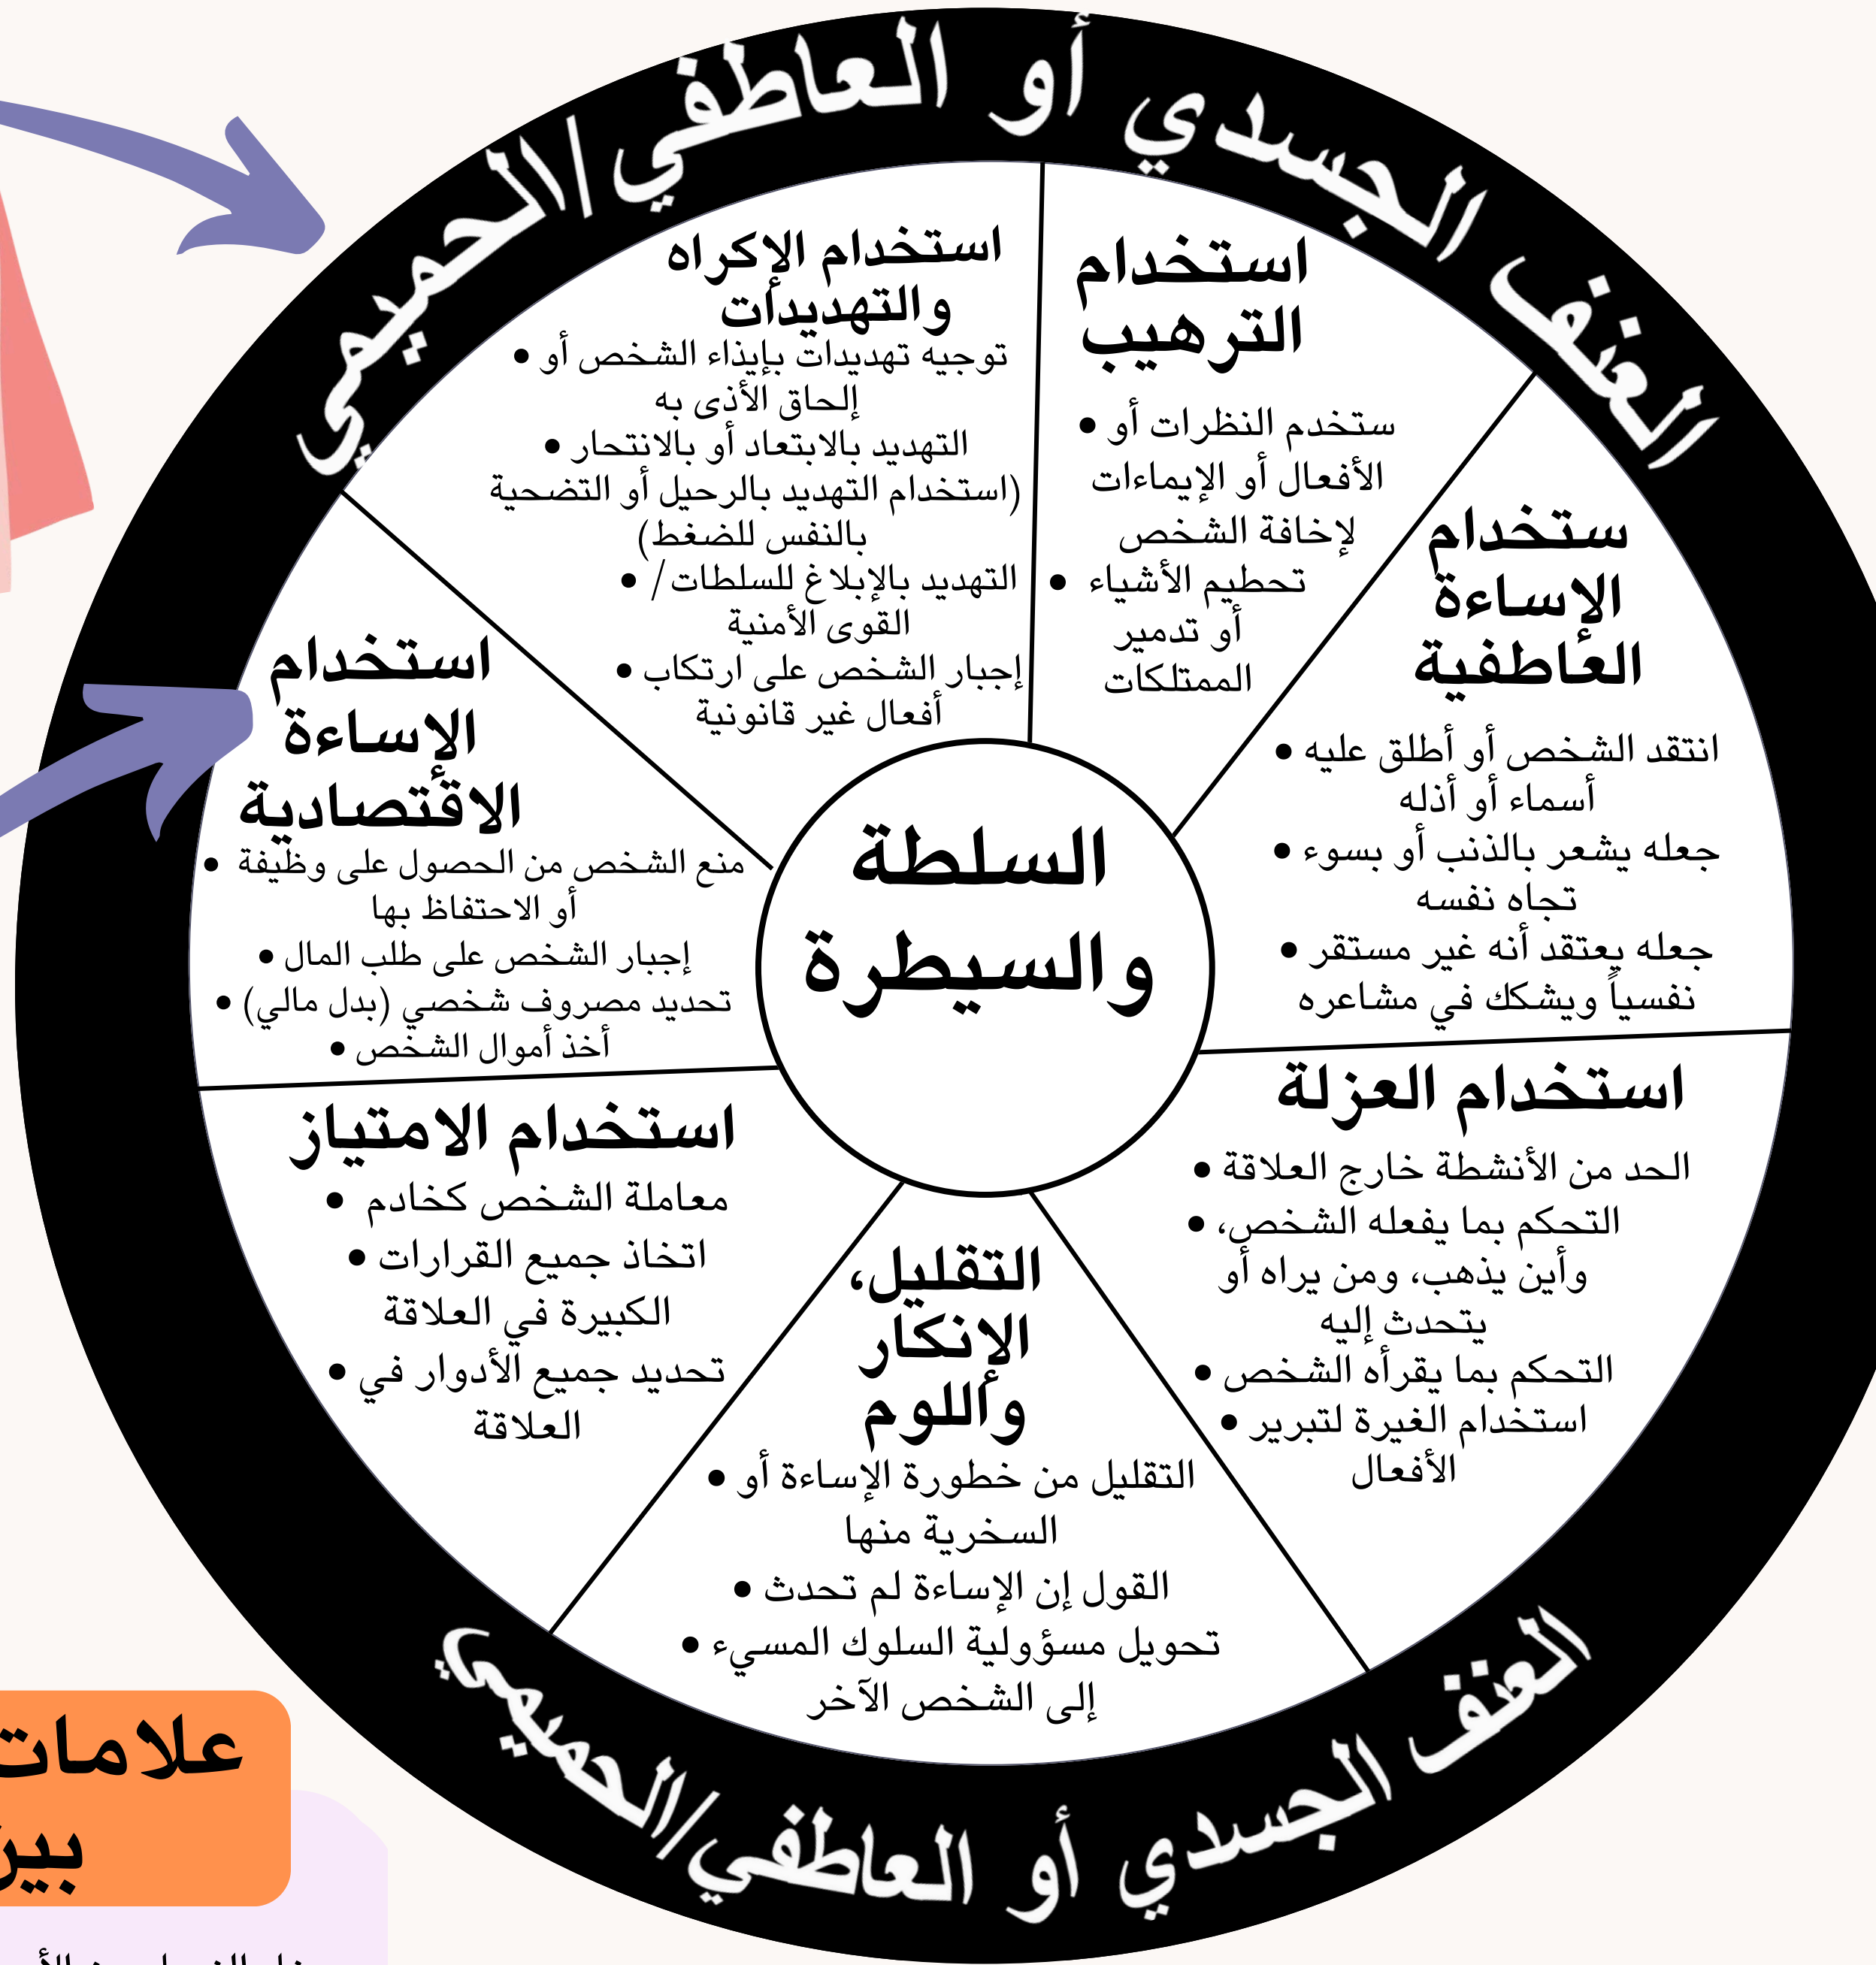 العنف الجسدي أو العاطفي/الحميمي
استخدام
الترهيب
• ستخدم النظرات أو
الأفعال أو الإيماءات
لإخافة الشخص
• تحطيم الأشياء
أو تدمير
الممتلكات
ستخدام
الإساءة
العاطفية
• انتقد الشخص أو أطلق عليه
أسماء أو أذله
• جعله يشعر بالذنب أو بسوء
تجاه نفسه
• جعله يعتقد أنه غير مستقر
نفسياً ويشكك في مشاعره
استخدام العزلة
• الحد من الأنشطة خارج العلاقة
• التحكم بما يفعله الشخص،
وأين يذهب، ومن يراه أو
يتحدث إليه
• التحكم بما يقرأه الشخص
• استخدام الغيرة لتبرير
الأفعال
التقليل،
الإنكار
واللوم
• التقليل من خطورة الإساءة أو
السخرية منها
• القول إن الإساءة لم تحدث
• تحويل مسؤولية السلوك المسيء
إلى الشخص الآخر
استخدام الامتياز
• معاملة الشخص كخادم
• اتخاذ جميع القرارات
الكبيرة في العلاقة
• تحديد جميع الأدوار في
العلاقة
استخدام
الإساءة
الاقتصادية
• منع الشخص من الحصول على وظيفة
أو الاحتفاظ بها
• إجبار الشخص على طلب المال
• تحديد مصروف شخصي (بدل مالي)
• أخذ أموال الشخص
استخدام الإكراه
والتهديدات
• توجيه تهديدات بإيذاء الشخص أو
إلحاق الأذى به
• التهديد بالابتعاد أو بالانتحار
(استخدام التهديد بالرحيل أو التضحية
بالنفس للضغط)
• التهديد بالإبلاغ للسلطات/
القوى الأمنية
• إجبار الشخص على ارتكاب
أفعال غير قانونية
السلطة
والسيطرة
العنف الجسدي أو العاطفي/الحميمي
علامات